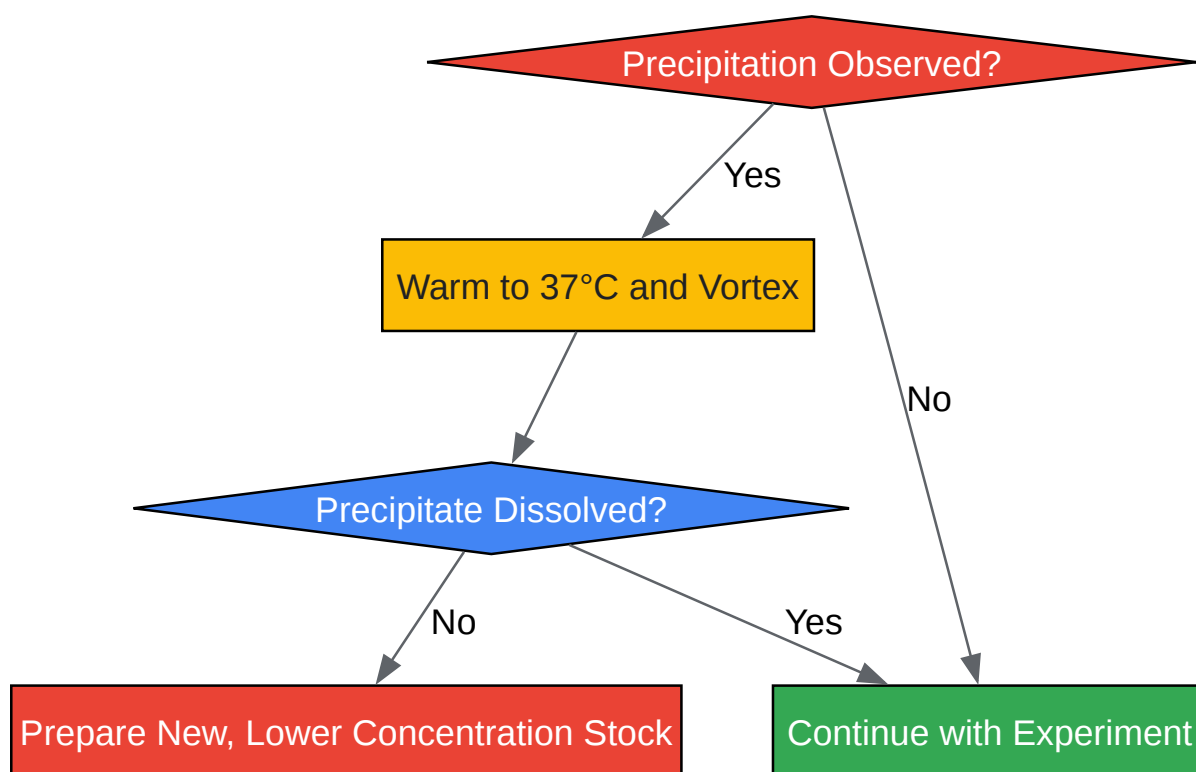 Precipitation Observed?
Yes
Warm to 37°C and Vortex
No
Precipitate Dissolved?
No
Yes
Prepare New, Lower Concentration Stock
Continue with Experiment